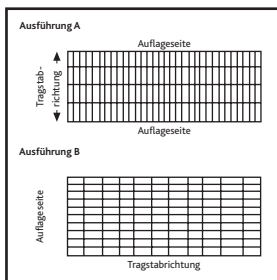 Ausführung A
Auflageseite
Tragstab-
richtung
Auflageseite
Ausführung B
Auflageseite
Tragstabrichtung